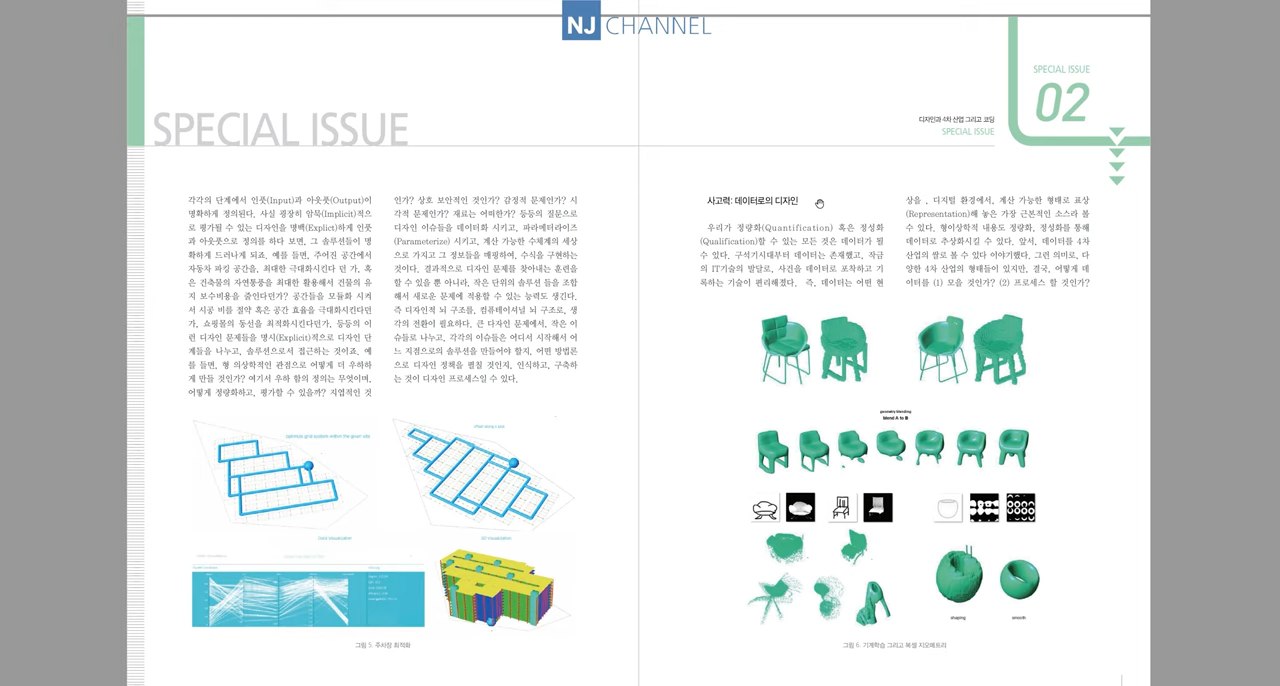 NJ CHANNEL
SPECIAL ISSUE
02
SPECIAL ISSUE
디자인과 4차 산업 그리고 코딩
SPECIAL ISSUE
각각의 단계에서 인풋(Input)과 아웃풋(Output)이
명확하게 정의된다. 사실 굉장히 암묵(Implicit)적으
로 평가될 수 있는 디자인을 명백(Explict)하게 인풋
과 아웃풋으로 정의를 하다 보면, 그 솔루션들이 명
확하게 드러나게 되죠. 예를 들면, 주어진 공간에서
자동차 파킹 공간을, 최대한 극대화시킨다 던 가, 혹
은 건축물의 자연통풍을 최대한 활용해서 건물의 유
지 보수비용을 줄인다던가? 유닛들을 모듈화 시켜
서 시공 비용 절약 혹은 공간 효율을 극대화시킨다던
가, 쇼핑몰의 동선을 최적화시킨다던가, 등등의 이
런 디자인 문제들을 명시(Explicit)적으로 디자인 단
계들을 나누고, 솔루션으로서 접근하는 것이죠. 예
를 들면, 형 의상학적인 관점으로 어떻게 더 우하하
게 만들 것인가? 여기서 우하 함의 정의는 무엇이며,
어떻게 측정하고, 평가할 수 있는가? 지엽적인 것
인가? 상호 보안적인 것인가? 감정적 문제인가? 시
각적 문제인가? 재료는 어떠한가? 등등의 질문으로
디자인 이슈들을 데이터화 시키고, 파라메터라이즈
(Parameterize) 시키고, 계산 가능한 수체계의 세상
으로 가지고 그 정보들을 매핑하여, 수식을 구현하는
것이다. 결과적으로 디자인 문제를 찾아내는 훈련을
할 수 있을 뿐 아니라, 작은 단위의 솔루션 들을 조합
해서 새로운 문제에 적용할 수 있는 능력도 생긴다.
즉, 디자인적 뇌 구조를, 컴퓨테이셔널 뇌 구조로, 생
각의 전환이 필요하다. 큰 디자인 문제에서, 작은 이
슈들로 나누고, 각각의 이슈들은 어디서 시작해서 어
느 지점으로의 솔루션을 만들어야 할지, 어떤 방법론
으로 디자인 정책을 펼칠 것인지, 인식하고, 구축하
는 것이 디자인 프로세스일 수 있다.
optimize grid system within the given site
Data visualization
3D visualization
그림 5. 주차장 최적화
사고력: 데이터로의 디자인
우리가 정량화(Quantification) 혹은 정성화
(Qualification)할 수 있는 모든 것은 데이터가 될
수 있다. 구석기시대부터 데이터는 존재했고, 작금
의 IT기술의 발달로, 사건을 데이터로 포착하고 기
록하는 기술이 편리해졌다. 즉, 데이터는 어떤 현
상을 , 디지털 환경에서, 계산 가능한 형태로 표상
(Representation)해 놓은 가장 근본적인 소스라 볼
수 있다. 형이상학적 내용도 정량화, 정성화를 통해
데이터로 추상화시킬 수 있다. 앞서, 데이터를 4차
산업의 쌀로 볼 수 있다 이야기했다. 그런 의미로, 다
양한 4차 산업의 형태들이 있지만, 결국, 어떻게 데
이터를 (1) 모을 것인가? (2) 프로세스 할 것인가?
geometry blending
blend A to B
shaping
smooth
그림 6. 기계학습 그리고 복셀 지오메트리